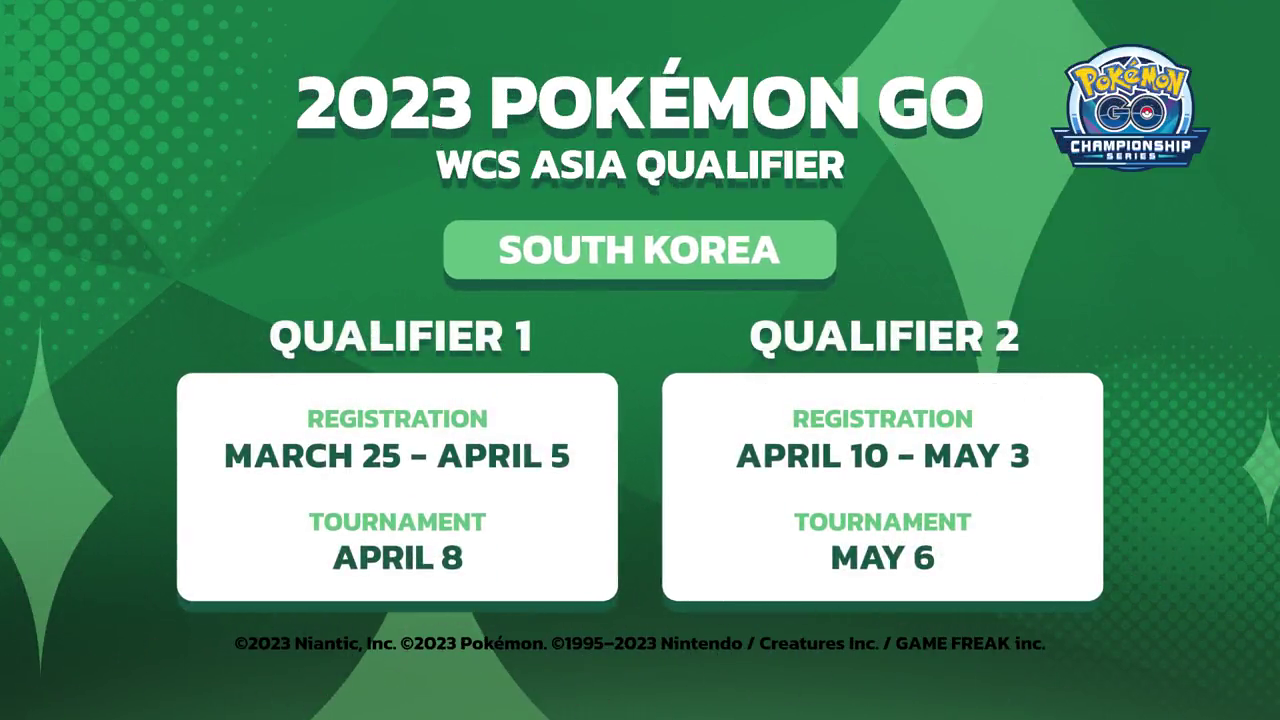 2023 POKÉMON GO
WCS ASIA QUALIFIER
Pokémon
GO
CHAMPIONSHIP
SERIES
SOUTH KOREA
QUALIFIER 1
REGISTRATION
MARCH 25 – APRIL 5
TOURNAMENT
APRIL 8
QUALIFIER 2
REGISTRATION
APRIL 10 – MAY 3
TOURNAMENT
MAY 6
©2023 Niantic, Inc. ©2023 Pokémon. ©1995–2023 Nintendo / Creatures Inc. / GAME FREAK inc.